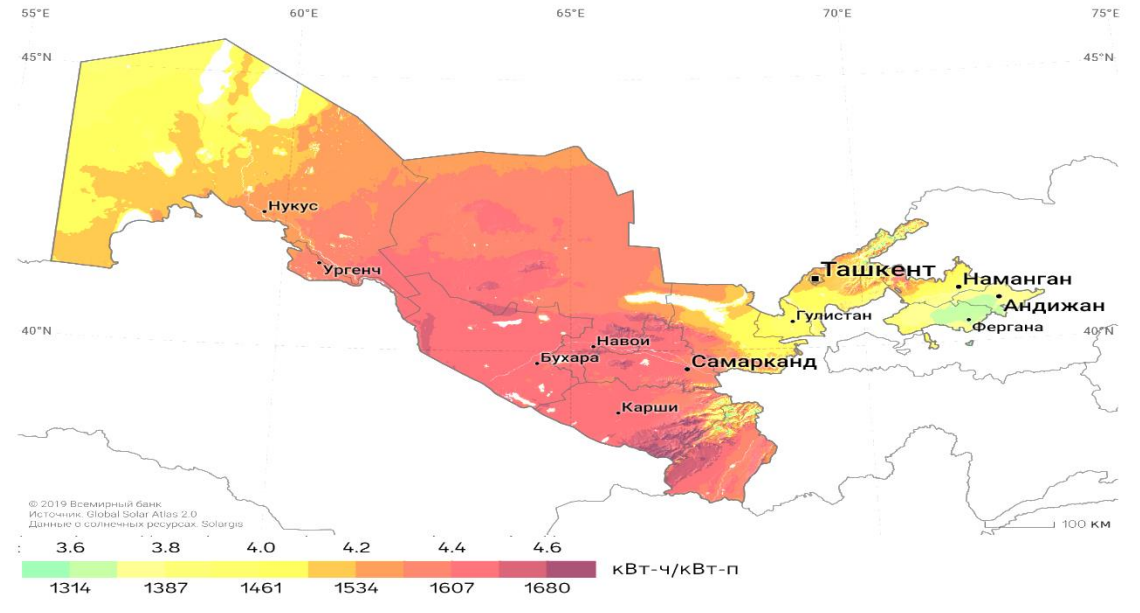 55°E 60°E 65°E 70°E 75°E
45°N 45°N
Нукус
Ургенч
Ташкент
Наманган
Андижан
Гулистан
Фергана
40°N 40°N
Навои
Бухара
Самарканд
Карши
© 2019 Всемирный банк
Источник: Global Solar Atlas 2.0
Данные о солнечных ресурсах: Solargis
100 км
: 3.6 3.8 4.0 4.2 4.4 4.6
кВт-ч/кВт-п
1314 1387 1461 1534 1607 1680